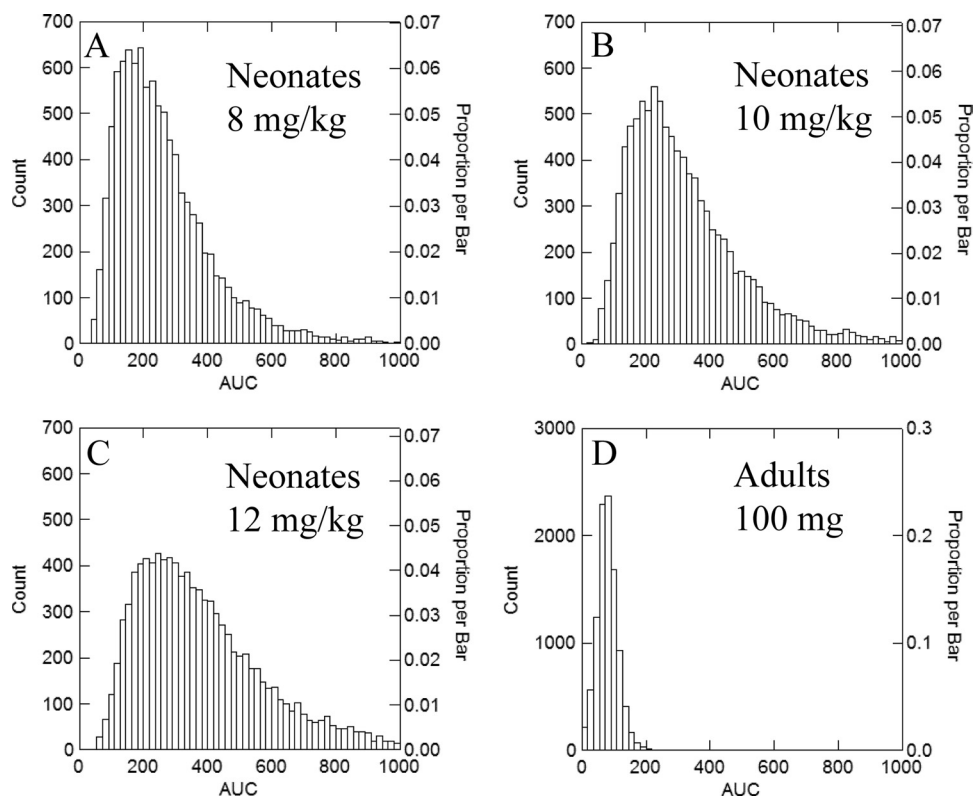 A
Neonates
8 mg/kg
700
600
500
400
300
200
100
0
Count
0.07
0.06
0.05
0.04
0.03
0.02
0.01
0.00
Proportion per Bar
0 200 400 600 800 1000
AUC
B
Neonates
10 mg/kg
700
600
500
400
300
200
100
0
Count
0.07
0.06
0.05
0.04
0.03
0.02
0.01
0.00
Proportion per Bar
0 200 400 600 800 1000
AUC
C
Neonates
12 mg/kg
700
600
500
400
300
200
100
0
Count
0.07
0.06
0.05
0.04
0.03
0.02
0.01
0.00
Proportion per Bar
0 200 400 600 800 1000
AUC
D
Adults
100 mg
3000
2000
1000
0
Count
0.3
0.2
0.1
0.0
Proportion per Bar
0 200 400 600 800 1000
AUC